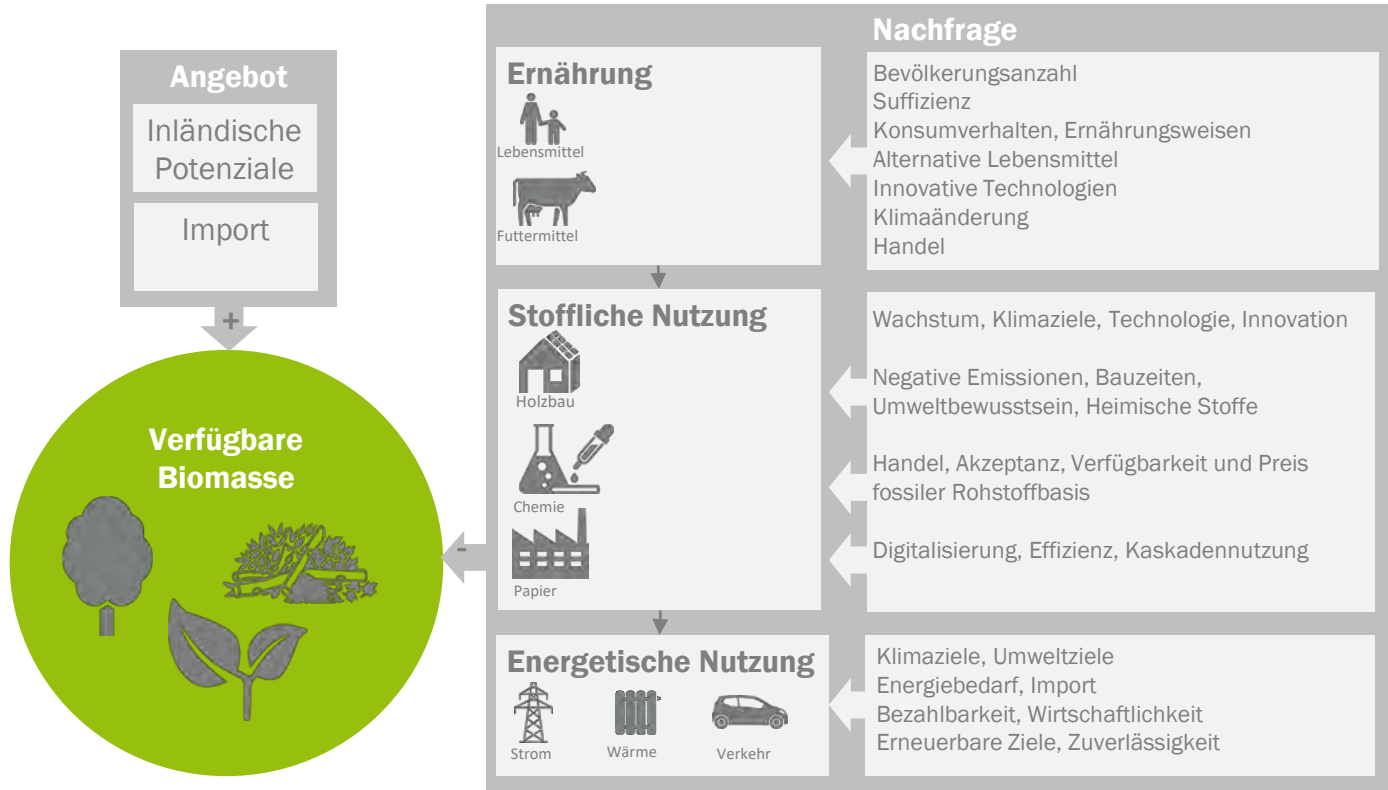 Angebot
Inländische
Potenziale
Import
+
Verfügbare
Biomasse
-
Nachfrage
Ernährung
Lebensmittel
Futtermittel
Bevölkerungsanzahl
Suffizienz
Konsumverhalten, Ernährungsweisen
Alternative Lebensmittel
Innovative Technologien
Klimaänderung
Handel
Stoffliche Nutzung
Holzbau
Chemie
Papier
Wachstum, Klimaziele, Technologie, Innovation
Negative Emissionen, Bauzeiten,
Umweltbewusstsein, Heimische Stoffe
Handel, Akzeptanz, Verfügbarkeit und Preis
fossiler Rohstoffbasis
Digitalisierung, Effizienz, Kaskadennutzung
Energetische Nutzung
Strom
Wärme
Verkehr
Klimaziele, Umweltziele
Energiebedarf, Import
Bezahlbarkeit, Wirtschaftlichkeit
Erneuerbare Ziele, Zuverlässigkeit